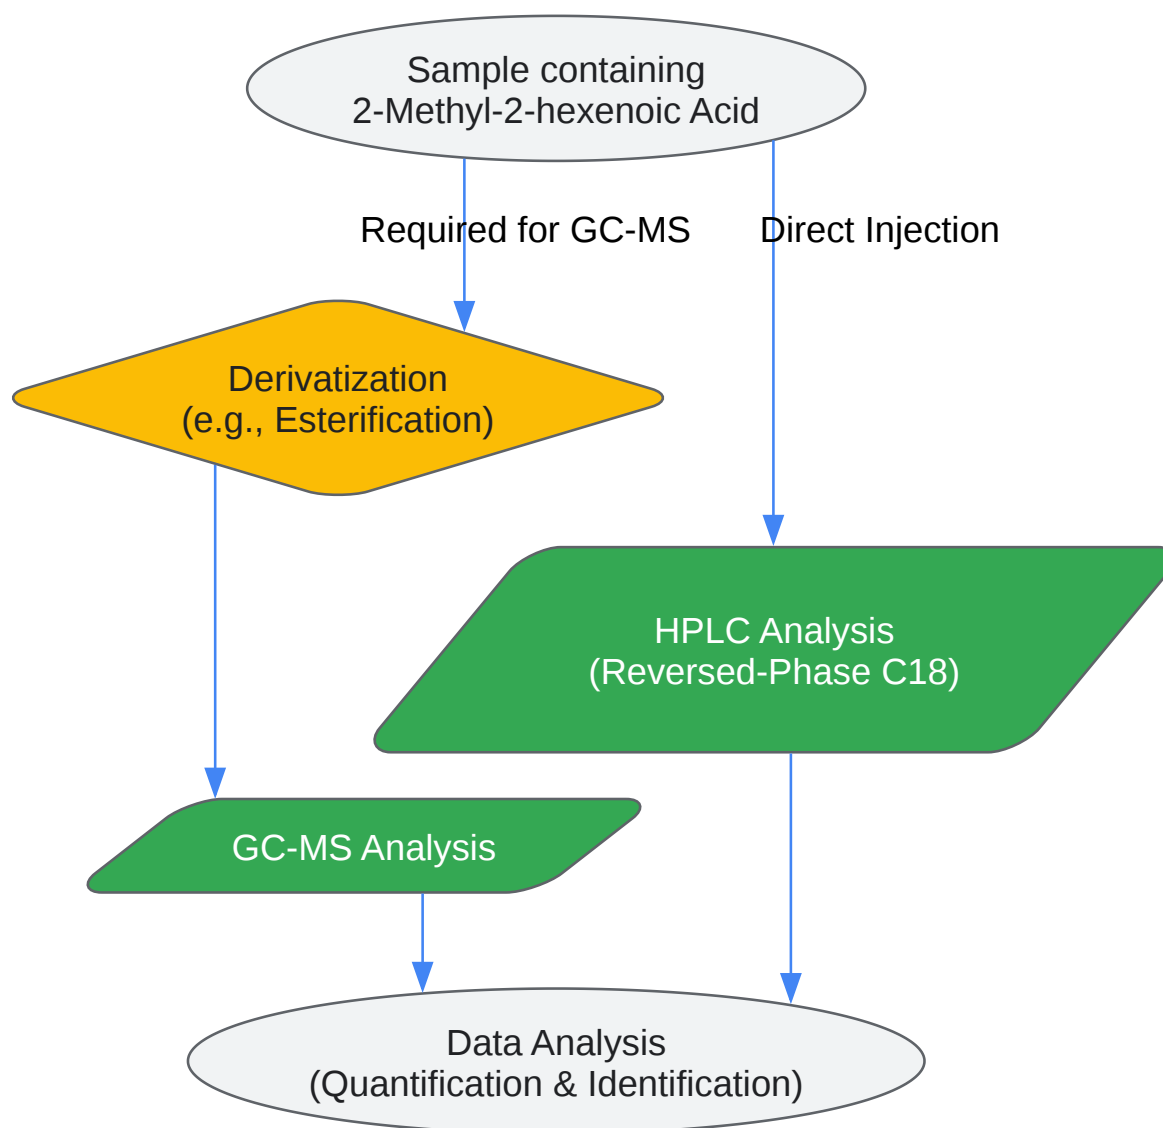 Sample containing
2-Methyl-2-hexenoic Acid
Required for GC-MS
Direct Injection
Derivatization
(e.g., Esterification)
HPLC Analysis
(Reversed-Phase C18)
GC-MS Analysis
Data Analysis
(Quantification & Identification)